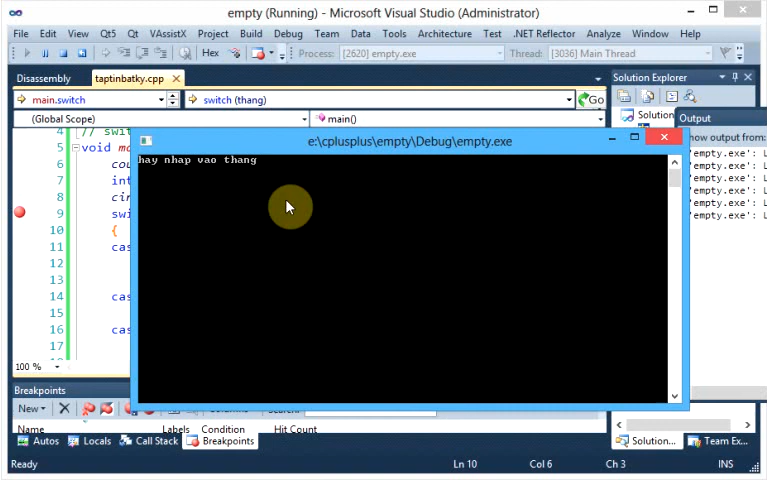 empty (Running) - Microsoft Visual Studio (Administrator)
File Edit View Qt5 Qt VAssistX Project Build Debug Team Data Tools Architecture Test .NET Reflector Analyze Window Help
Hex Process: [2620] empty.exe Thread: [3036] Main Thread
Disassembly taptinbatky.cpp Solution Explorer
main.switch switch (thang) Go
(Global Scope) main() Solution Output
4 // swit
e:\cplusplus\empty\Debug\empty.exe
how output from:
5 void mo
hay nhap vao thang
'empty.exe': L
6 cou
'empty.exe': L
7 int
'empty.exe': L
8 cin
'empty.exe': L
9 swi
'empty.exe': L
10 {
11 cas
12
13
14 cas
15
16 cas
17
100 %
Breakpoints
New Columns Search:
Name Labels Condition Hit Count
Autos Locals Call Stack Breakpoints Solution... Team Ex...
Ready Ln 10 Col 6 Ch 3 INS